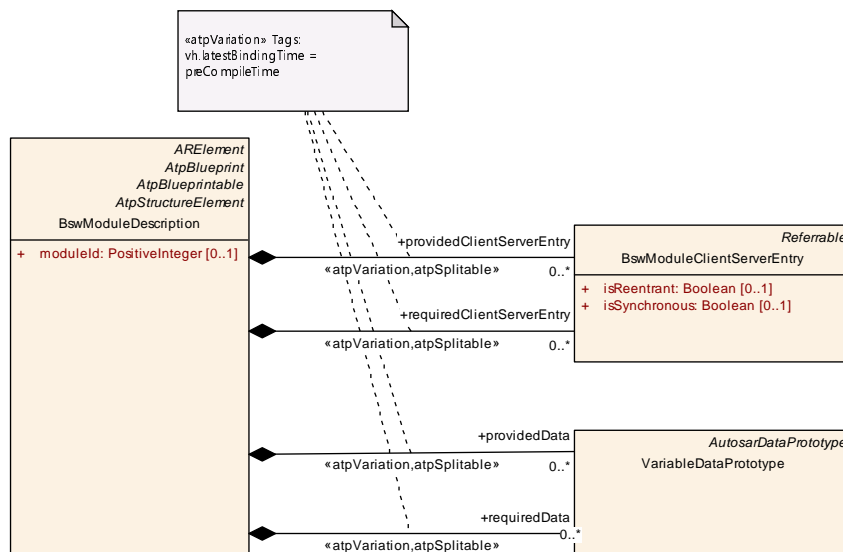 «atpVariation» Tags:
vh.latestBindingTime =
preCompileTime
ARElement
AtpBlueprint
AtpBlueprintable
AtpStructureElement
BswModuleDescription
+ moduleId: PositiveInteger [0..1]
+providedClientServerEntry
«atpVariation,atpSplitable»
0..*
Referrable
BswModuleClientServerEntry
+ isReentrant: Boolean [0..1]
+ isSynchronous: Boolean [0..1]
+requiredClientServerEntry
«atpVariation,atpSplitable»
0..*
+providedData
«atpVariation,atpSplitable»
0..*
AutosarDataPrototype
VariableDataPrototype
+requiredData
«atpVariation,atpSplitable»
0..*